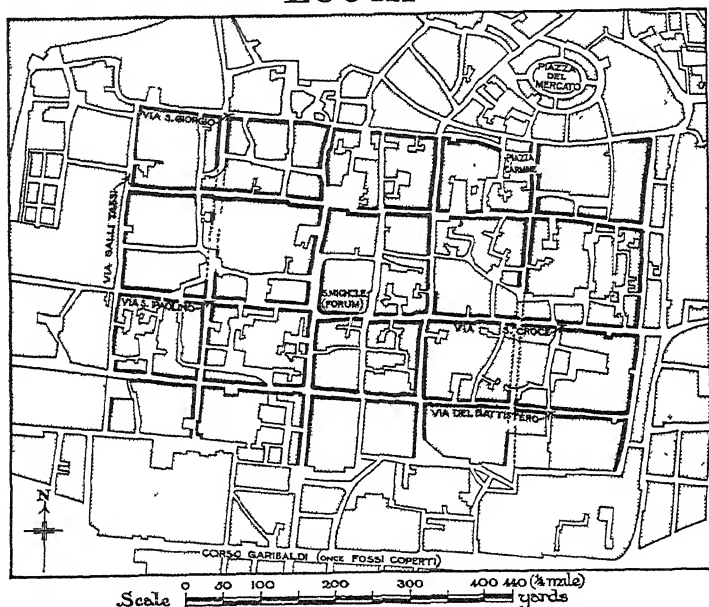 PIAZZA
DEL
MERCATO
VIA S. GIORGIO
PIAZZA
CARMINE
VIA GALLI TASSI
S. MICHELE
(FORUM)
VIA S. PAOLINO
VIA S. CROCE
VIA DEL BATTISTERO
N
CORSO GARIBALDI (ONCE FOSSI COPERTI)
Scale 0 50 100 200 300 400 440 (¼ mile)
yards